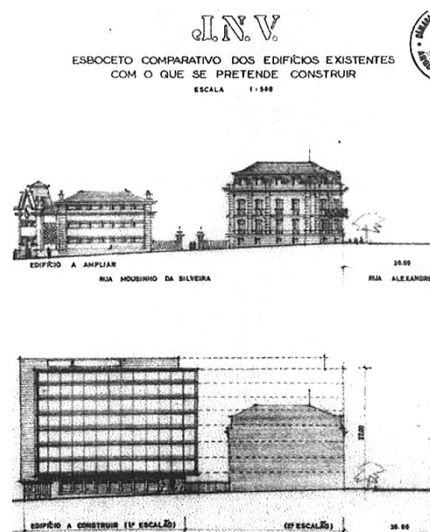 J.N.V.
ESBOCETO COMPARATIVO DOS EDIFÍCIOS EXISTENTES
COM O QUE SE PRETENDE CONSTRUIR
ESCALA 1:500
EDIFÍCIO A AMPLIAR
20.00
RUA MOUSINHO DA SILVEIRA
RUA ALEXANDRE
27.00
EDIFÍCIO A CONSTRUIR (1º ESCALÃO)
(2º ESCALÃO)
20.00